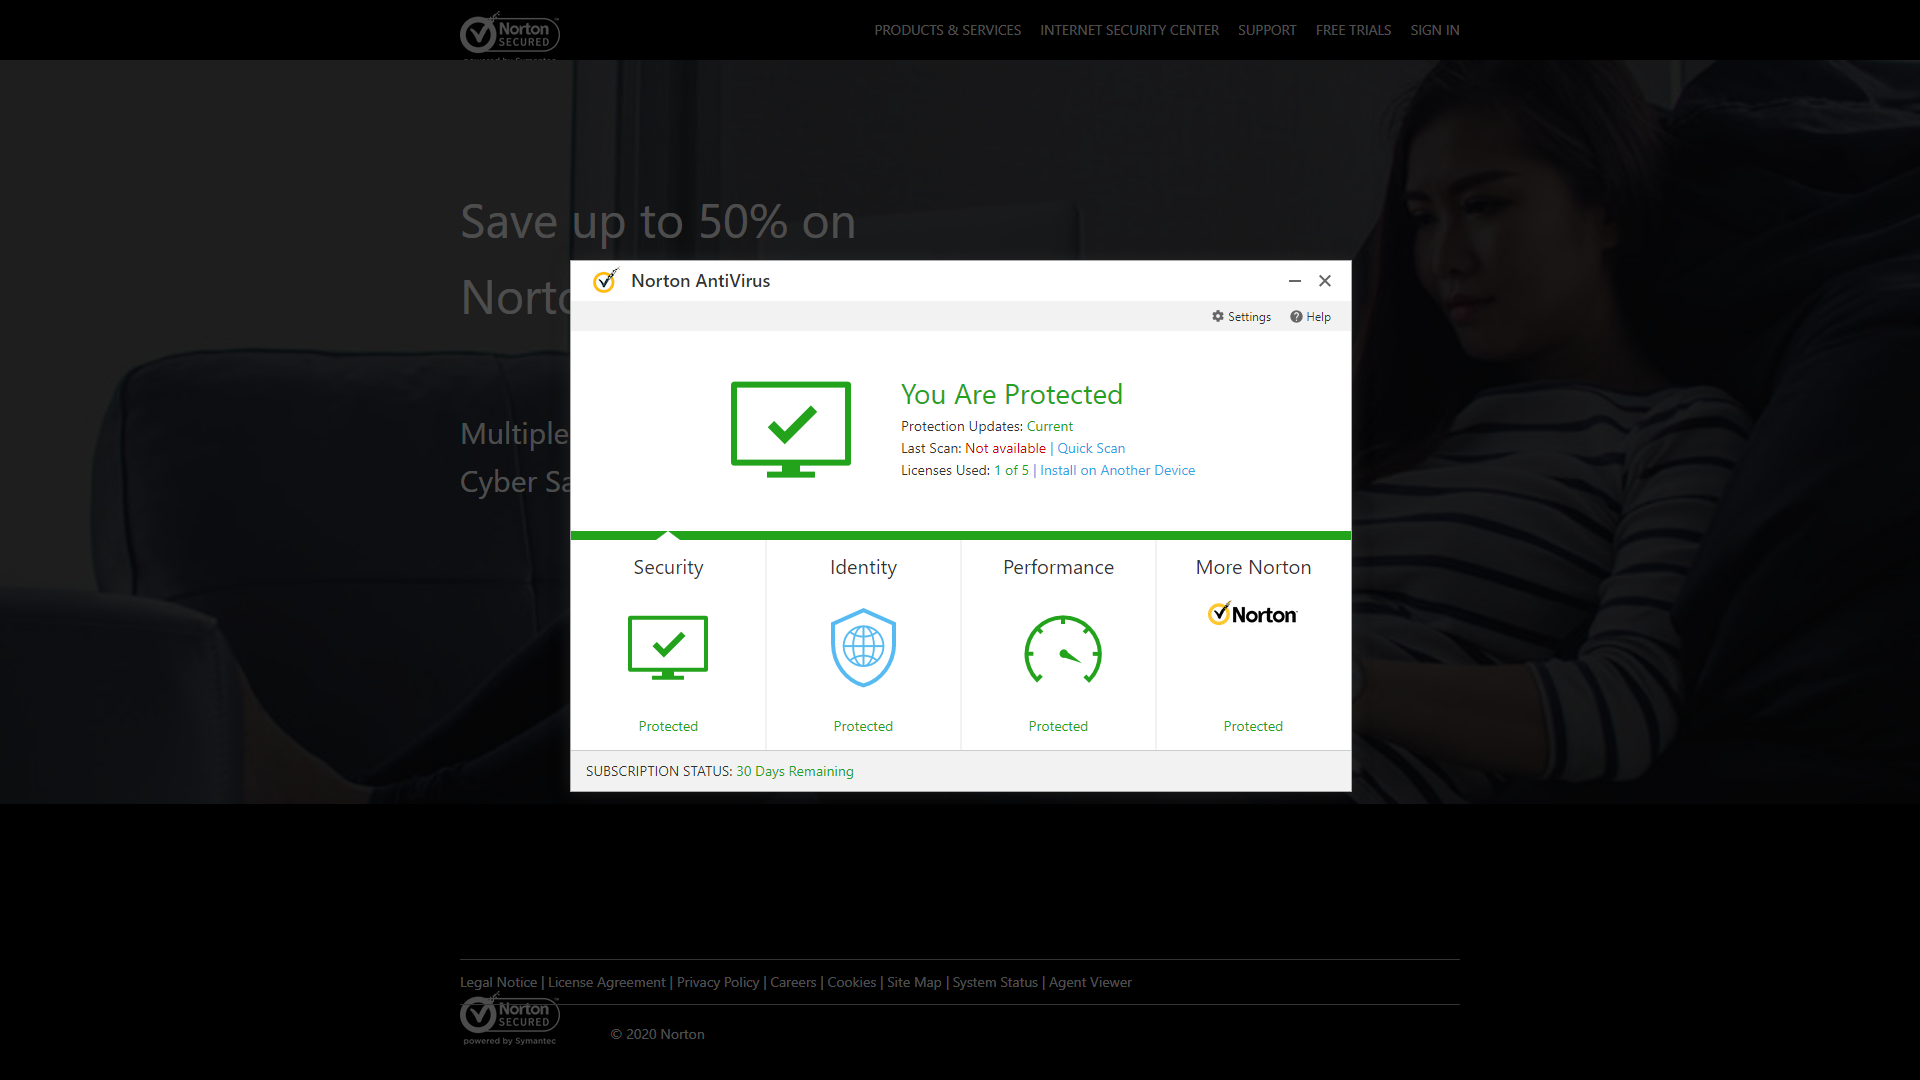 Norton
SECURED
powered by Symantec
PRODUCTS & SERVICES INTERNET SECURITY CENTER SUPPORT FREE TRIALS SIGN IN
Save up to 50% on
Norto
Multiple
Cyber Sa
Norton AntiVirus
Settings Help
You Are Protected
Protection Updates: Current
Last Scan: Not available | Quick Scan
Licenses Used: 1 of 5 | Install on Another Device
Security Identity Performance More Norton
Norton
Protected Protected Protected Protected
SUBSCRIPTION STATUS: 30 Days Remaining
Legal Notice | License Agreement | Privacy Policy | Careers | Cookies | Site Map | System Status | Agent Viewer
Norton
SECURED
powered by Symantec
© 2020 Norton